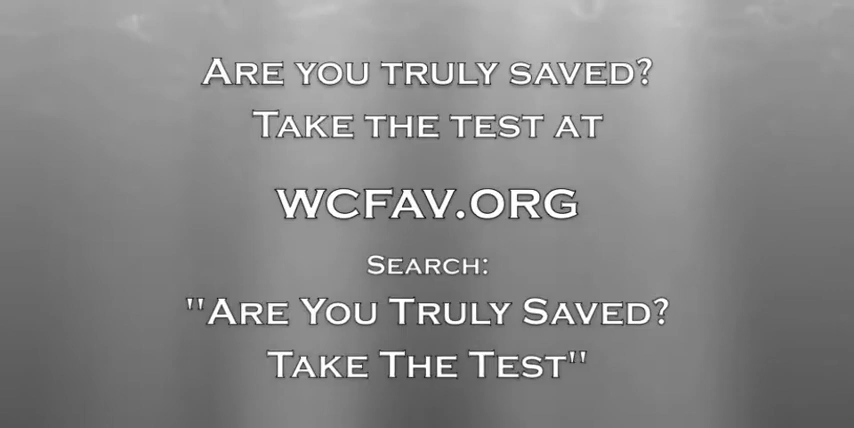 Are you truly saved?
Take the test at
WCFAV.ORG
Search:
"Are You Truly Saved?
Take The Test"